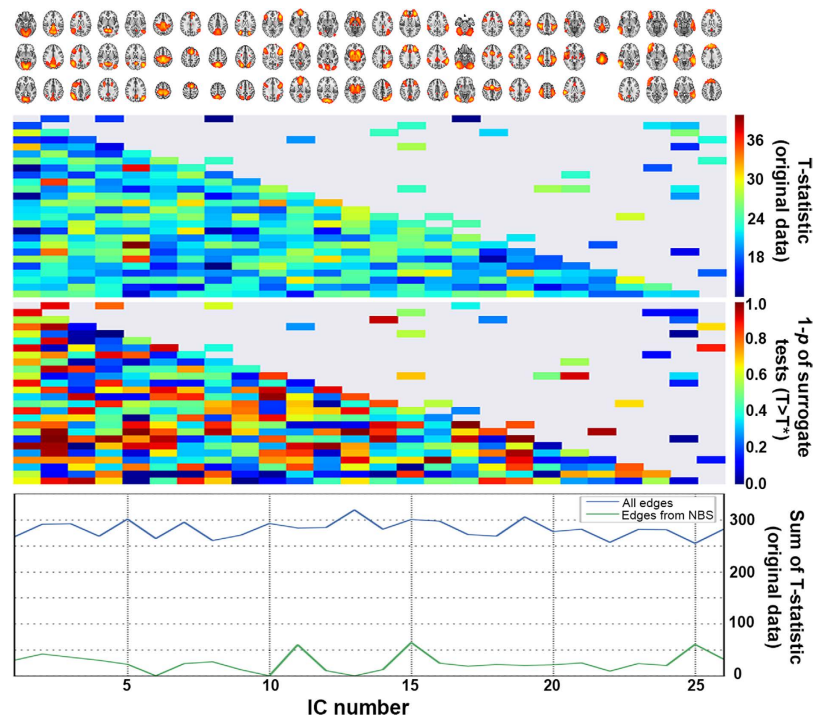 36
30
24
18
T-statistic
(original data)
1.0
0.8
0.6
0.4
0.2
0.0
1-p of surrogate
tests (T>T*)
All edges
Edges from NBS
300
200
100
0
Sum of T-statistic
(original data)
5
10
15
20
25
IC number